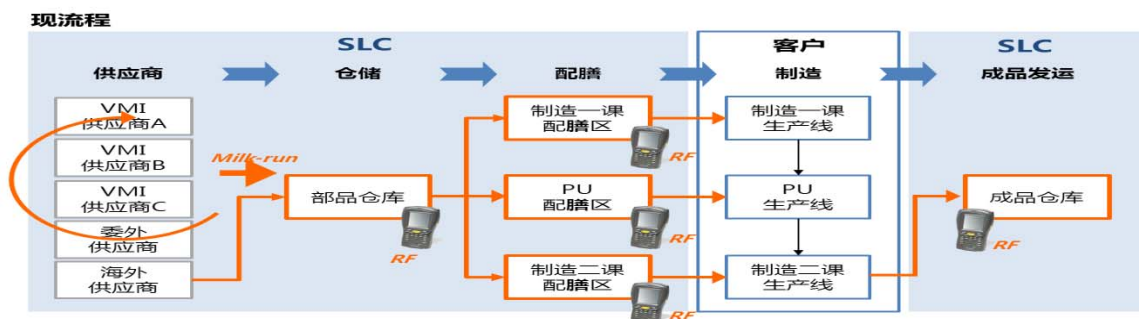 现流程
SLC
客户
SLC
供应商
仓储
配膳
制造
成品发运
VMI
供应商A
VMI
供应商B
VMI
供应商C
委外
供应商
海外
供应商
Milk-run
部品仓库
RF
制造一课
配膳区
RF
PU
配膳区
RF
制造二课
配膳区
RF
制造一课
生产线
PU
生产线
制造二课
生产线
成品仓库
RF